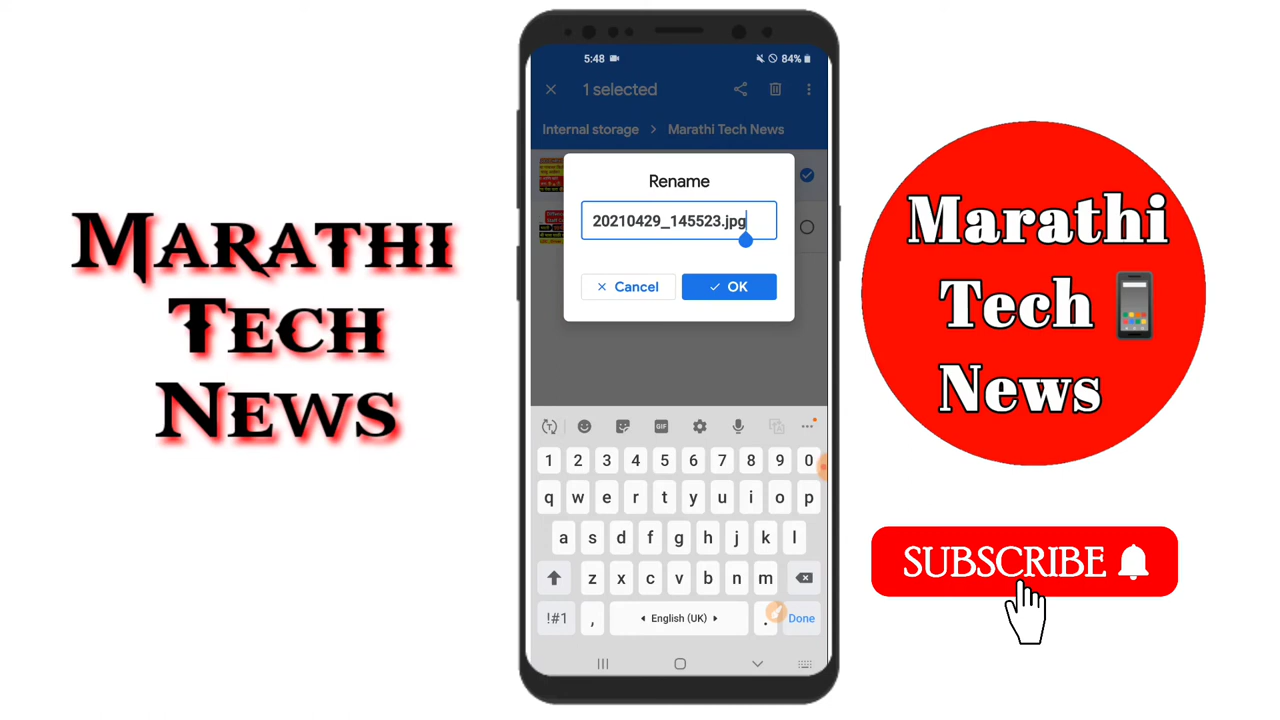 MARATHI
TECH
NEWS
5:48
84%
1 selected
Internal storage > Marathi Tech News
Rename
20210429_145523.jpg
Cancel
OK
GIF
1 2 3 4 5 6 7 8 9 0
q w e r t y u i o p
a s d f g h j k l
z x c v b n m
!#1 , English (UK) . Done
Marathi
Tech
News
SUBSCRIBE